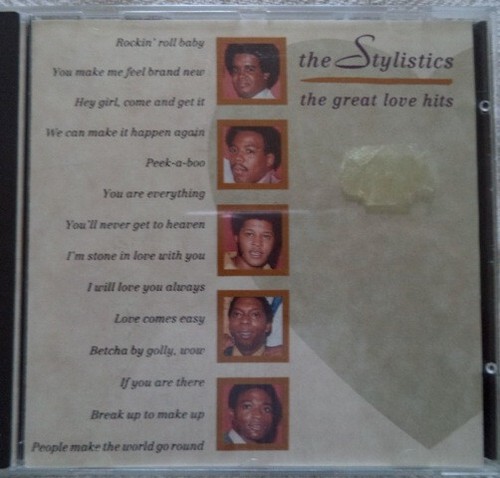 Rockin' roll baby
You make me feel brand new
Hey girl, come and get it
We can make it happen again
Peek-a-boo
You are everything
You'll never get to heaven
I'm stone in love with you
I will love you always
Love comes easy
Betcha by golly, wow
If you are there
Break up to make up
People make the world go round
the Stylistics
the great love hits